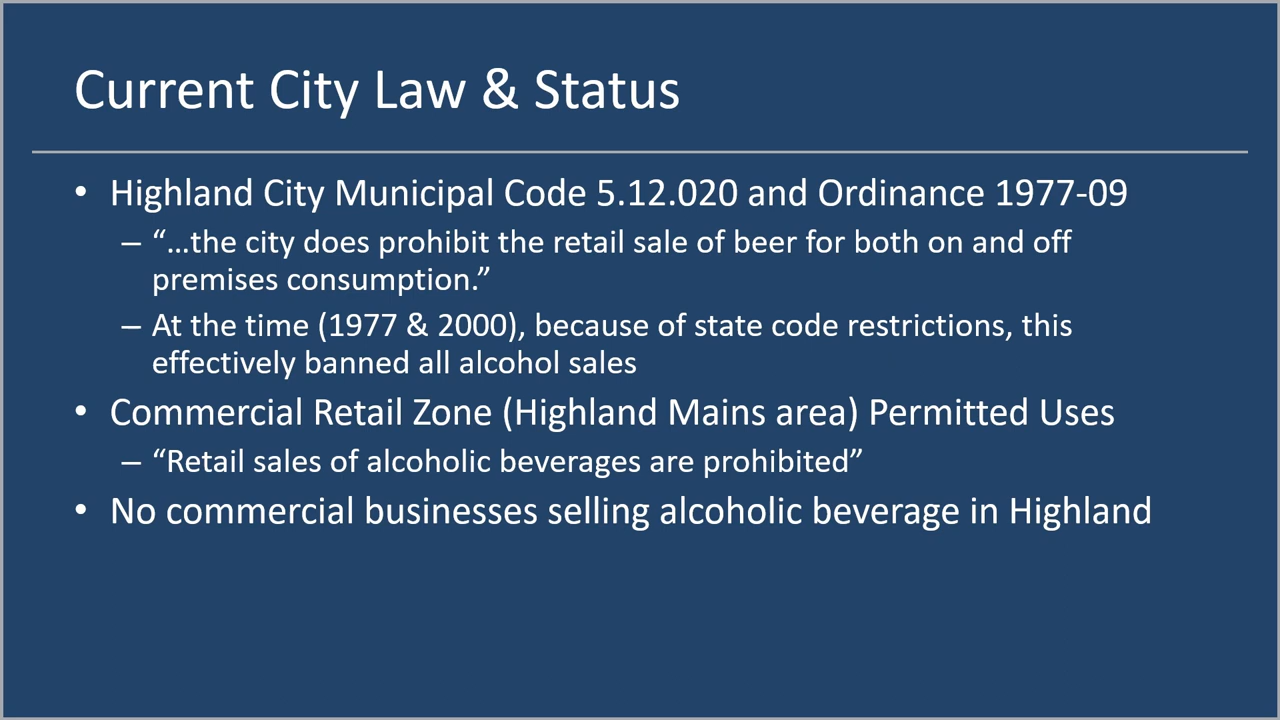 Current City Law & Status
• Highland City Municipal Code 5.12.020 and Ordinance 1977-09
– “…the city does prohibit the retail sale of beer for both on and off
premises consumption.”
– At the time (1977 & 2000), because of state code restrictions, this
effectively banned all alcohol sales
• Commercial Retail Zone (Highland Mains area) Permitted Uses
– “Retail sales of alcoholic beverages are prohibited”
• No commercial businesses selling alcoholic beverage in Highland